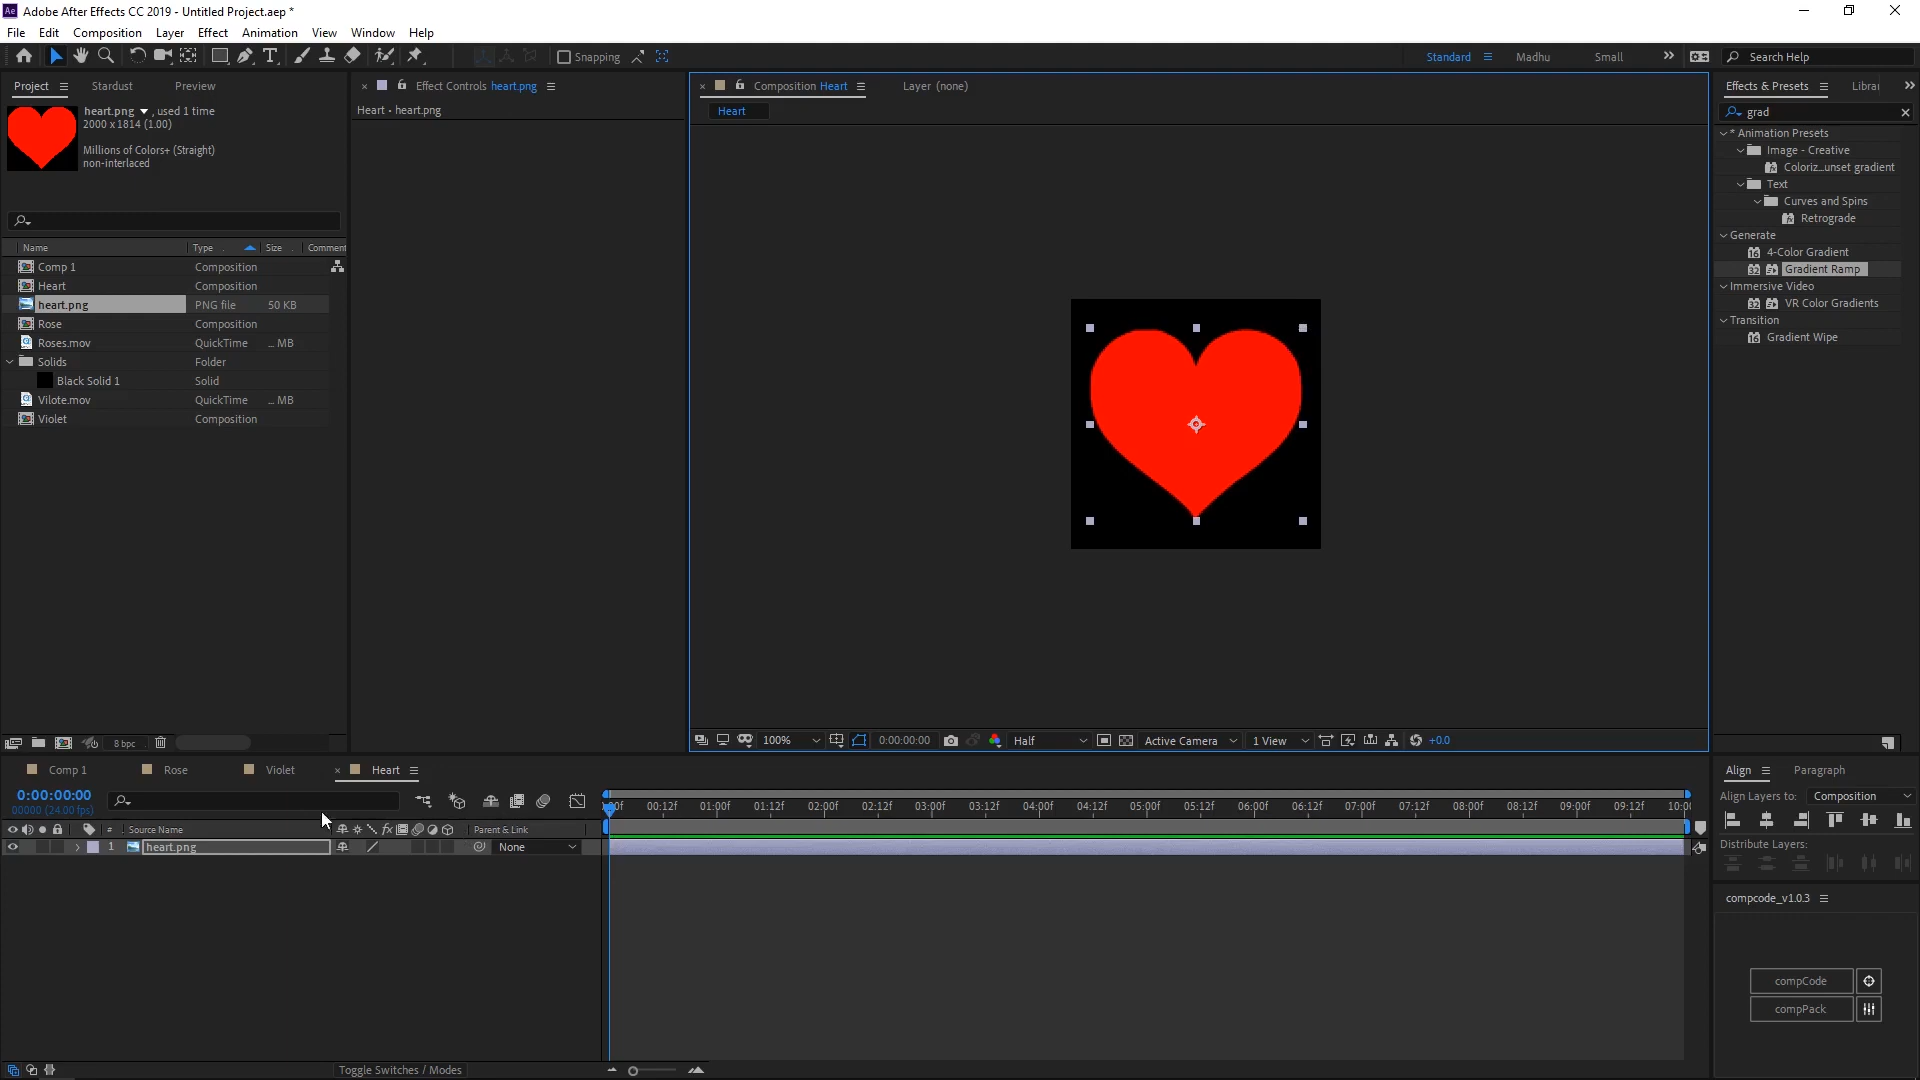 Ae Adobe After Effects CC 2019 - Untitled Project.aep *
File Edit Composition Layer Effect Animation View Window Help
Snapping Standard Madhu Small Search Help
Project Stardust Preview
Effect Controls heart.png
Composition Heart Layer (none)
Effects & Presets Librai
heart.png , used 1 time
2000 x 1814 (1.00)
Millions of Colors+ (Straight)
non-interlaced
Heart • heart.png
Heart
grad
* Animation Presets
Image - Creative
Coloriz...unset gradient
Text
Curves and Spins
Retrograde
Generate
4-Color Gradient
Gradient Ramp
Immersive Video
VR Color Gradients
Transition
Gradient Wipe
Name Type Size Comment
Comp 1 Composition
Heart Composition
heart.png PNG file 50 KB
Rose Composition
Roses.mov QuickTime ... MB
Solids Folder
Black Solid 1 Solid
Vilote.mov QuickTime ... MB
Violet Composition
8 bpc
100% 0:00:00:00 Half Active Camera 1 View +0.0
Comp 1 Rose Violet Heart
0:00:00:00
00000 (24.00 fps)
00:12f 01:00f 01:12f 02:00f 02:12f 03:00f 03:12f 04:00f 04:12f 05:00f 05:12f 06:00f 06:12f 07:00f 07:12f 08:00f 08:12f 09:00f 09:12f
# Source Name Parent & Link
1 heart.png None
Toggle Switches / Modes
Align Paragraph
Align Layers to: Composition
Distribute Layers:
compcode_v1.0.3
compCode
compPack